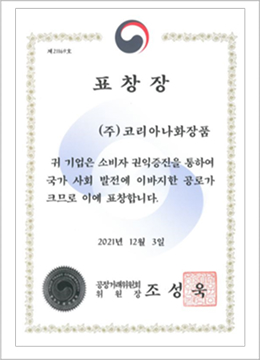 표창장
(주)코리아나화장품
귀 기업은 소비자 권익증진을 통하여
국가 사회 발전에 이바지한 공로가
크므로 이에 표창합니다.
2021년 12월 3일
공정거래위원회
위 원 장 조성욱